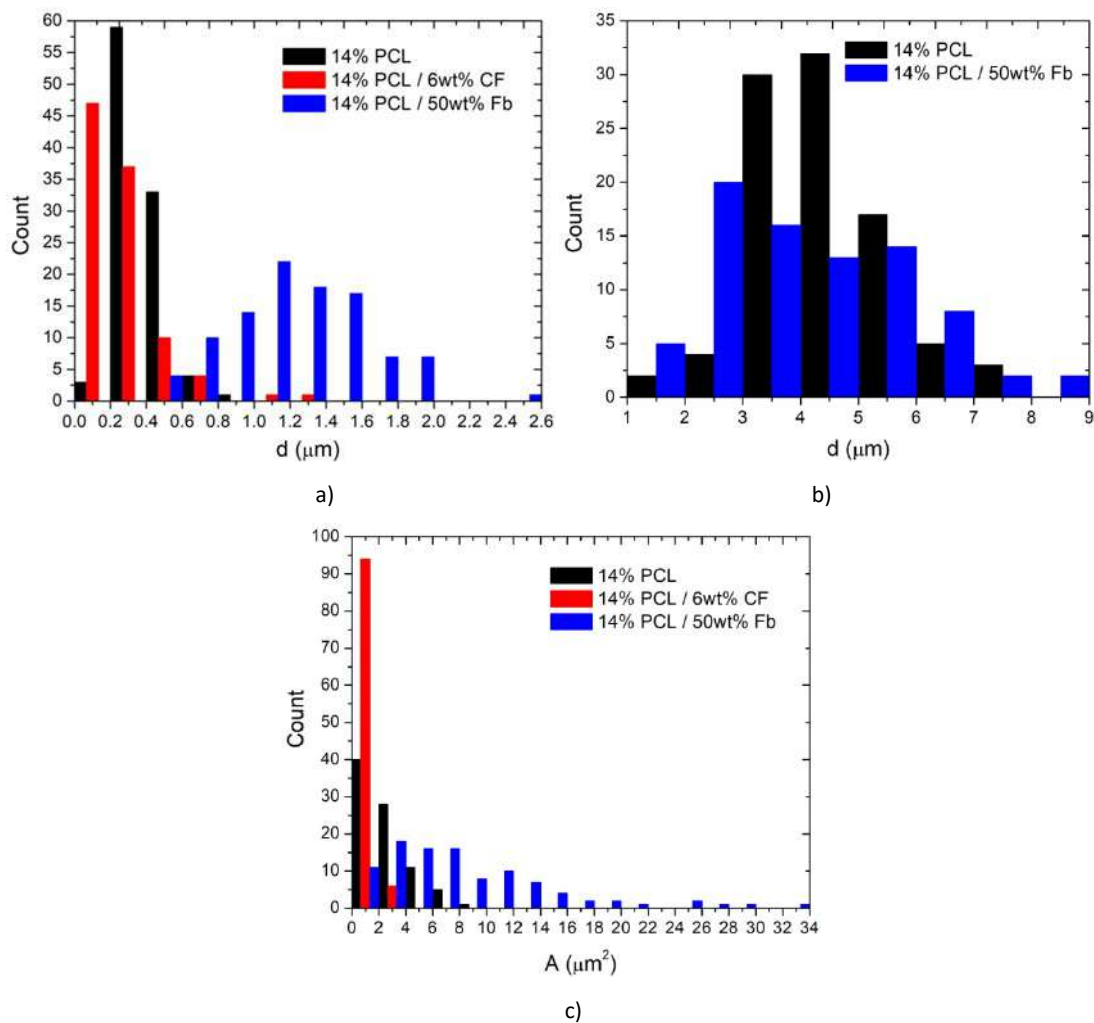 60
55
50
45
40
35
30
25
20
15
10
5
0
Count
14% PCL
14% PCL / 6wt% CF
14% PCL / 50wt% Fb
0.0 0.2 0.4 0.6 0.8 1.0 1.2 1.4 1.6 1.8 2.0 2.2 2.4 2.6
d (μm)
a)
35
30
25
20
15
10
5
0
Count
14% PCL
14% PCL / 50wt% Fb
1 2 3 4 5 6 7 8 9
d (μm)
b)
100
90
80
70
60
50
40
30
20
10
0
Count
14% PCL
14% PCL / 6wt% CF
14% PCL / 50wt% Fb
0 2 4 6 8 10 12 14 16 18 20 22 24 26 28 30 32 34
A (μm²)
c)